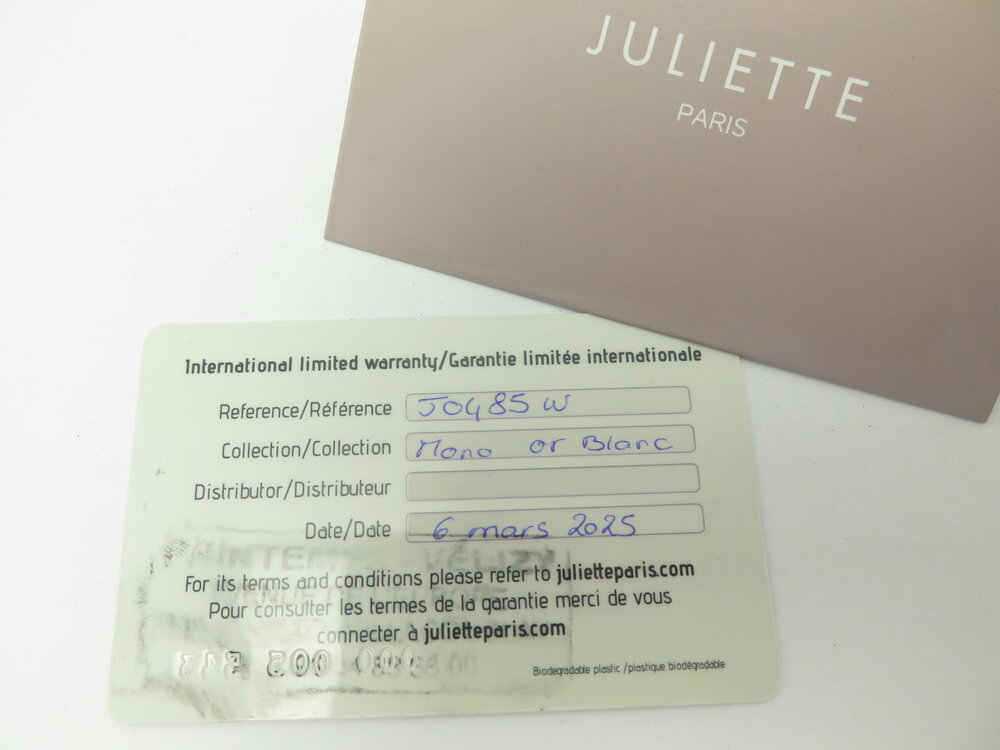 JULIETTE
PARIS
International limited warranty/Garantie limitée internationale
Reference/Référence J0485 W
Collection/Collection Mono or Blanc
Distributor/Distributeur
Date/Date 6 mars 2025
PRINTEMPS VELIZY
For its terms and conditions please refer to julietteparis.com
Pour consulter les termes de la garantie merci de vous
connecter à julietteparis.com
Biodegradable plastic /plastique biodégradable